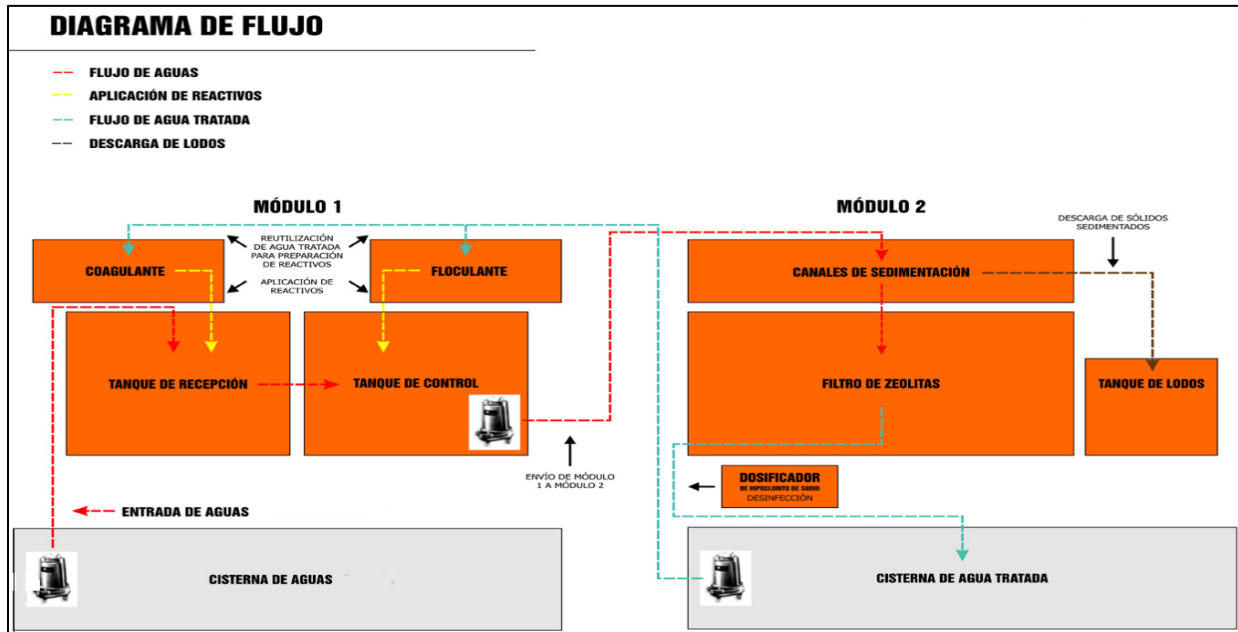 DIAGRAMA DE FLUJO
FLUJO DE AGUAS
APLICACIÓN DE REACTIVOS
FLUJO DE AGUA TRATADA
DESCARGA DE LODOS
MÓDULO 1
MÓDULO 2
COAGULANTE
REUTILIZACIÓN
DE AGUA TRATADA
PARA PREPARACIÓN
DE REACTIVOS
APLICACIÓN DE
REACTIVOS
FLOCULANTE
CANALES DE SEDIMENTACIÓN
DESCARGA DE SÓLIDOS
SEDIMENTADOS
TANQUE DE RECEPCIÓN
TANQUE DE CONTROL
FILTRO DE ZEOLITAS
TANQUE DE LODOS
ENVÍO DE MÓDULO
1 A MÓDULO 2
DOSIFICADOR
DE HIPOCLORITO DE SODIO
DESINFECCIÓN
ENTRADA DE AGUAS
CISTERNA DE AGUAS
CISTERNA DE AGUA TRATADA